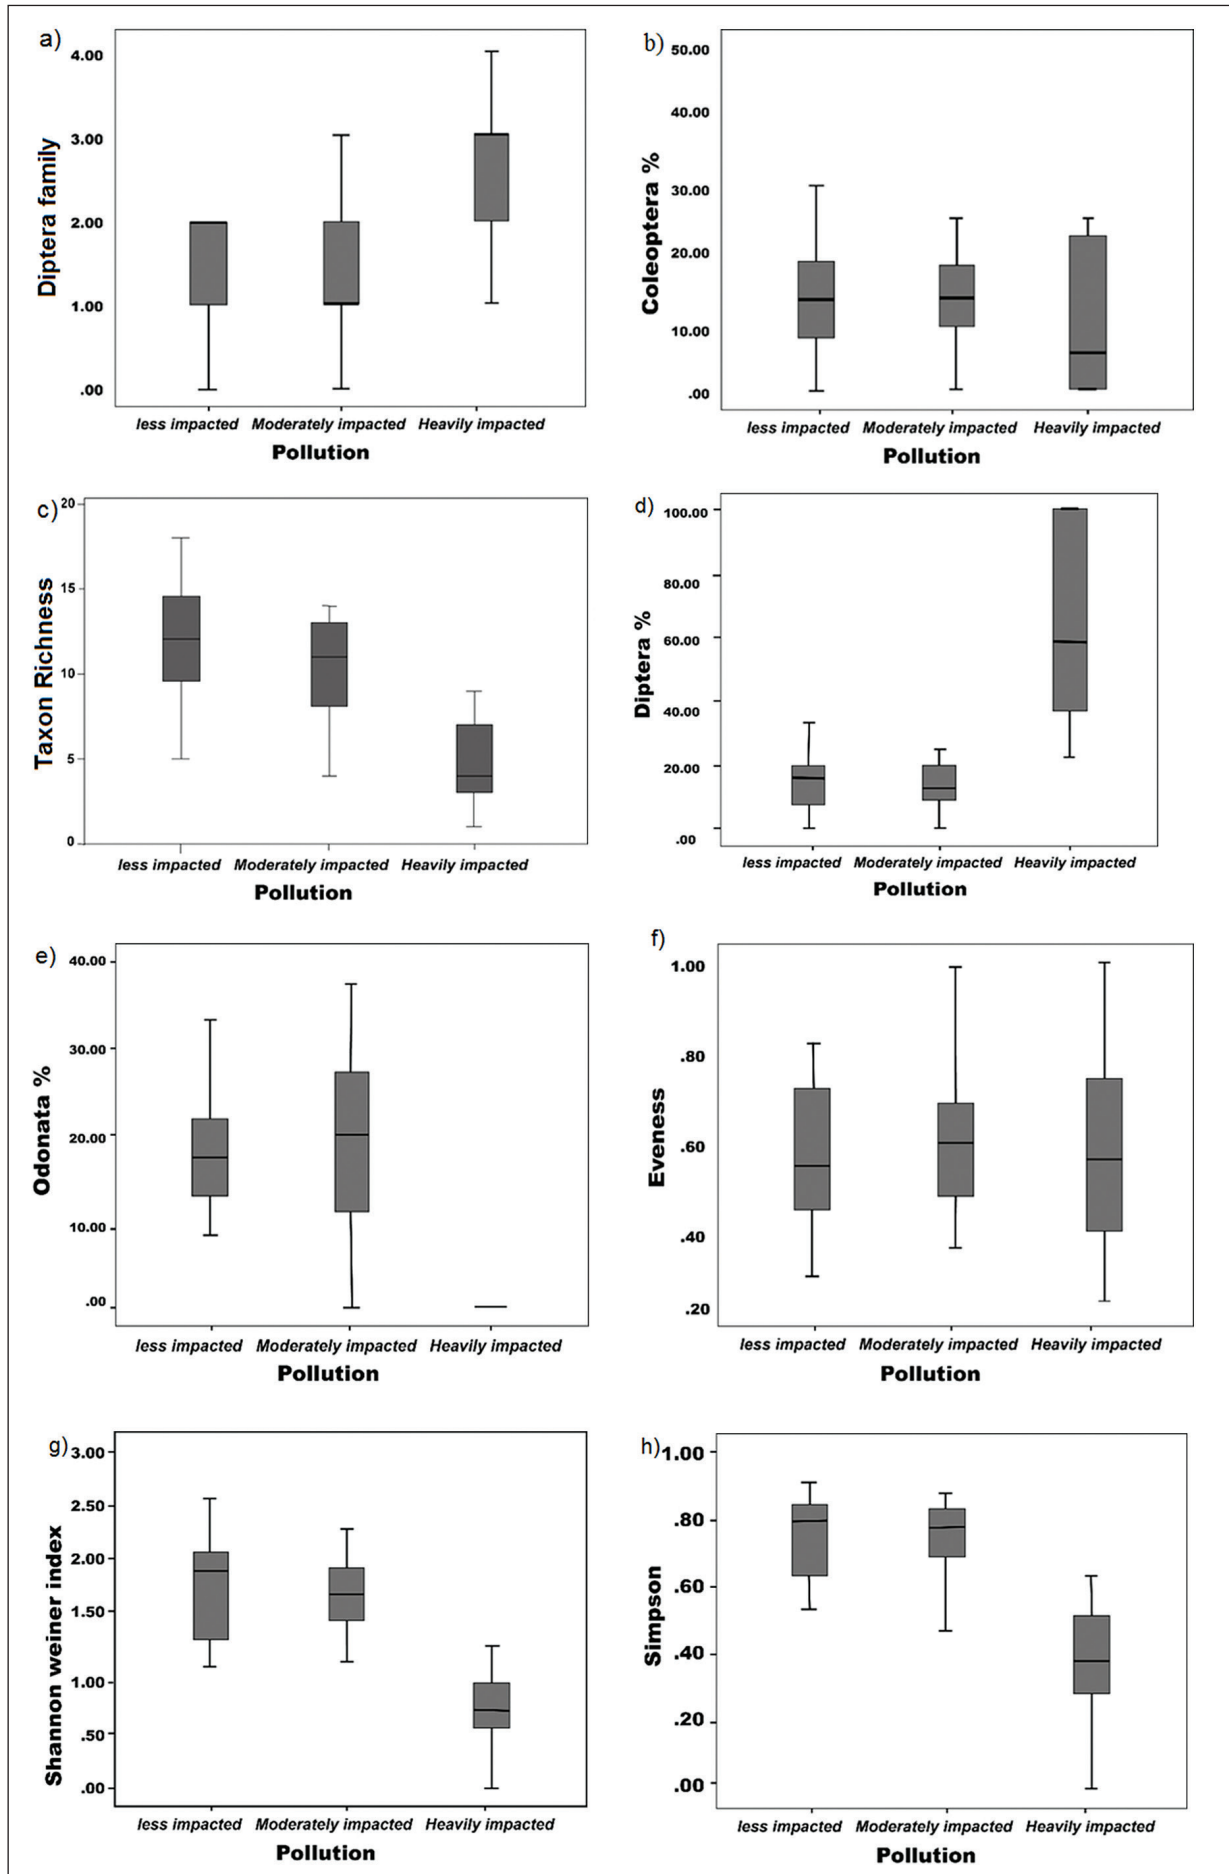 a)
4.00
3.00
2.00
1.00
.00
Diptera family
less impacted Moderately impacted Heavily impacted
Pollution
b)
50.00
40.00
30.00
20.00
10.00
.00
Coleoptera %
less impacted Moderately impacted Heavily impacted
Pollution
c)
20
15
10
5
0
Taxon Richness
less impacted Moderately impacted Heavily impacted
Pollution
d)
100.00
80.00
60.00
40.00
20.00
.00
Diptera %
less impacted Moderately impacted Heavily impacted
Pollution
e)
40.00
30.00
20.00
10.00
.00
Odonata %
less impacted Moderately impacted Heavily impacted
Pollution
f)
1.00
.80
.60
.40
.20
Eveness
less impacted Moderately impacted Heavily impacted
Pollution
g)
3.00
2.50
2.00
1.50
1.00
.50
.00
Shannon weiner index
less impacted Moderately impacted Heavily impacted
Pollution
h)
1.00
.80
.60
.40
.20
.00
Simpson
less impacted Moderately impacted Heavily impacted
Pollution